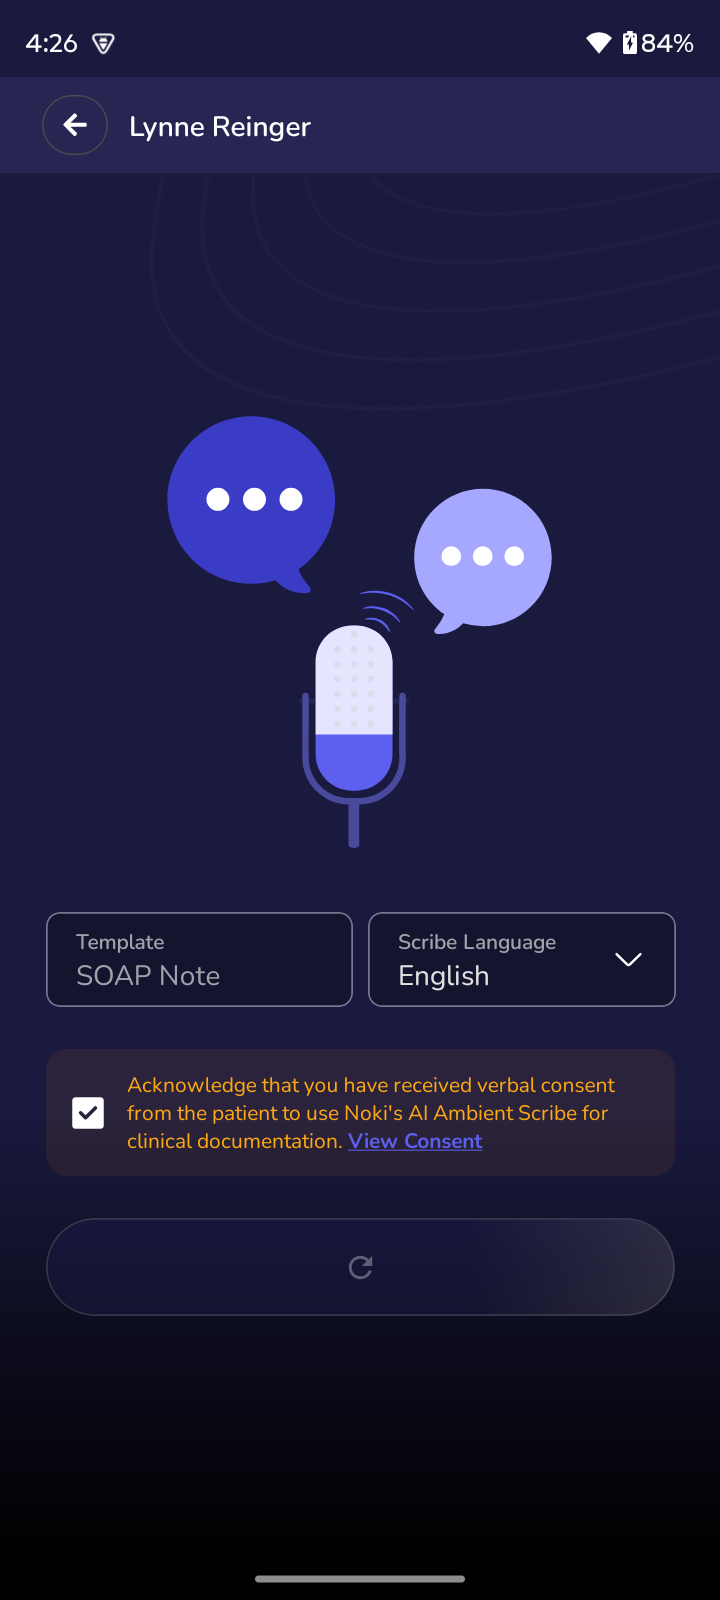 4:26
84%
Lynne Reinger
Template
SOAP Note
Scribe Language
English
Acknowledge that you have received verbal consent
from the patient to use Noki's AI Ambient Scribe for
clinical documentation. View Consent